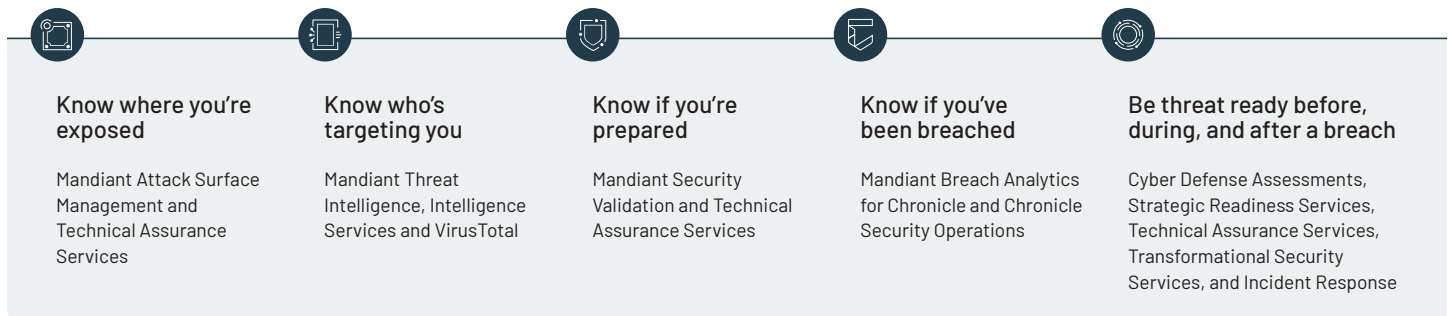 Know where you're
exposed
Mandiant Attack Surface
Management and
Technical Assurance
Services
Know who's
targeting you
Mandiant Threat
Intelligence, Intelligence
Services and VirusTotal
Know if you're
prepared
Mandiant Security
Validation and Technical
Assurance Services
Know if you've
been breached
Mandiant Breach Analytics
for Chronicle and Chronicle
Security Operations
Be threat ready before,
during, and after a breach
Cyber Defense Assessments,
Strategic Readiness Services,
Technical Assurance Services,
Transformational Security
Services, and Incident Response